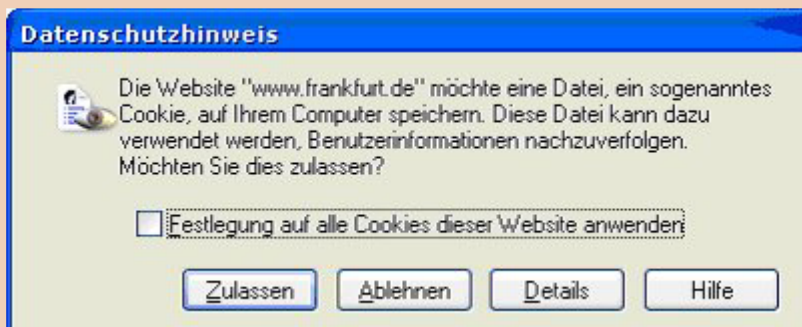 Datenschutzhinweis
Die Website "www.frankfurt.de" möchte eine Datei, ein sogenanntes
Cookie, auf Ihrem Computer speichern. Diese Datei kann dazu
verwendet werden, Benutzerinformationen nachzuverfolgen.
Möchten Sie dies zulassen?
Festlegung auf alle Cookies dieser Website anwenden
Zulassen Ablehnen Details Hilfe